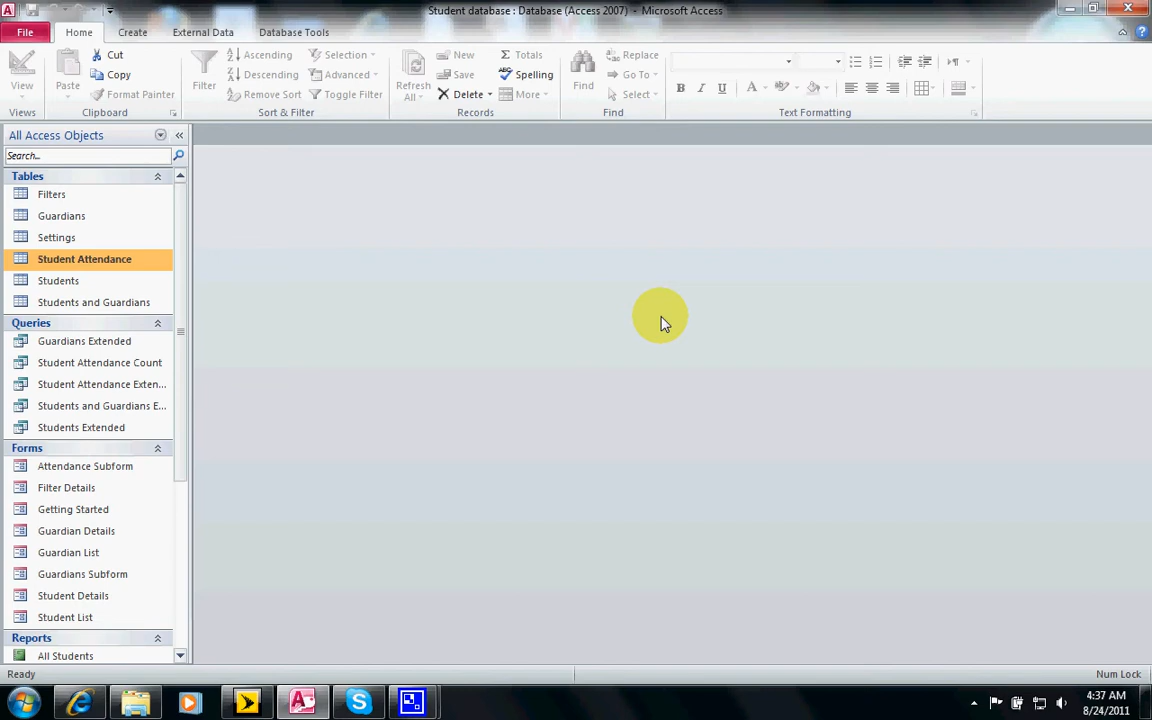 Student database : Database (Access 2007) - Microsoft Access
File Home Create External Data Database Tools
View
Views
Paste
Cut
Copy
Format Painter
Clipboard
Filter
Ascending
Descending
Remove Sort
Selection
Advanced
Toggle Filter
Sort & Filter
Refresh
All
New
Save
Delete
Totals
Spelling
More
Records
Find
Replace
Go To
Select
Find
B I U A
Text Formatting
All Access Objects
Search...
Tables
Filters
Guardians
Settings
Student Attendance
Students
Students and Guardians
Queries
Guardians Extended
Student Attendance Count
Student Attendance Exten...
Students and Guardians E...
Students Extended
Forms
Attendance Subform
Filter Details
Getting Started
Guardian Details
Guardian List
Guardians Subform
Student Details
Student List
Reports
All Students
Ready
Num Lock
4:37 AM
8/24/2011